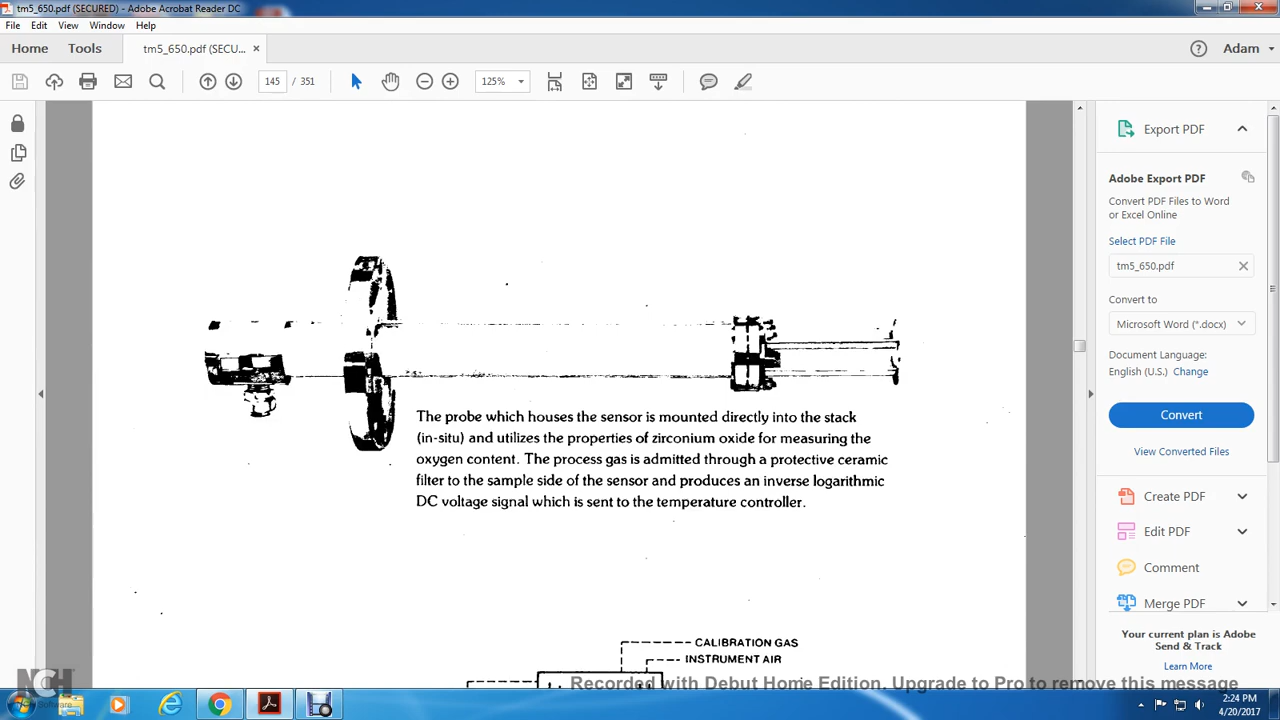 tm5_650.pdf (SECURED) - Adobe Acrobat Reader DC
File Edit View Window Help
Home Tools tm5_650.pdf (SECU... × Adam
145 / 351 125%
Export PDF
Adobe Export PDF
Convert PDF Files to Word
or Excel Online
Select PDF File
tm5_650.pdf
Convert to
Microsoft Word (*.docx)
Document Language:
English (U.S.) Change
Convert
View Converted Files
Create PDF
Edit PDF
Comment
Merge PDF
Your current plan is Adobe
Send & Track
Learn More
The probe which houses the sensor is mounted directly into the stack
(in-situ) and utilizes the properties of zirconium oxide for measuring the
oxygen content. The process gas is admitted through a protective ceramic
filter to the sample side of the sensor and produces an inverse logarithmic
DC voltage signal which is sent to the temperature controller.
CALIBRATION GAS
INSTRUMENT AIR
Recorded with Debut Home Edition. Upgrade to Pro to remove this message
NCH
Software
2:24 PM
4/20/2017